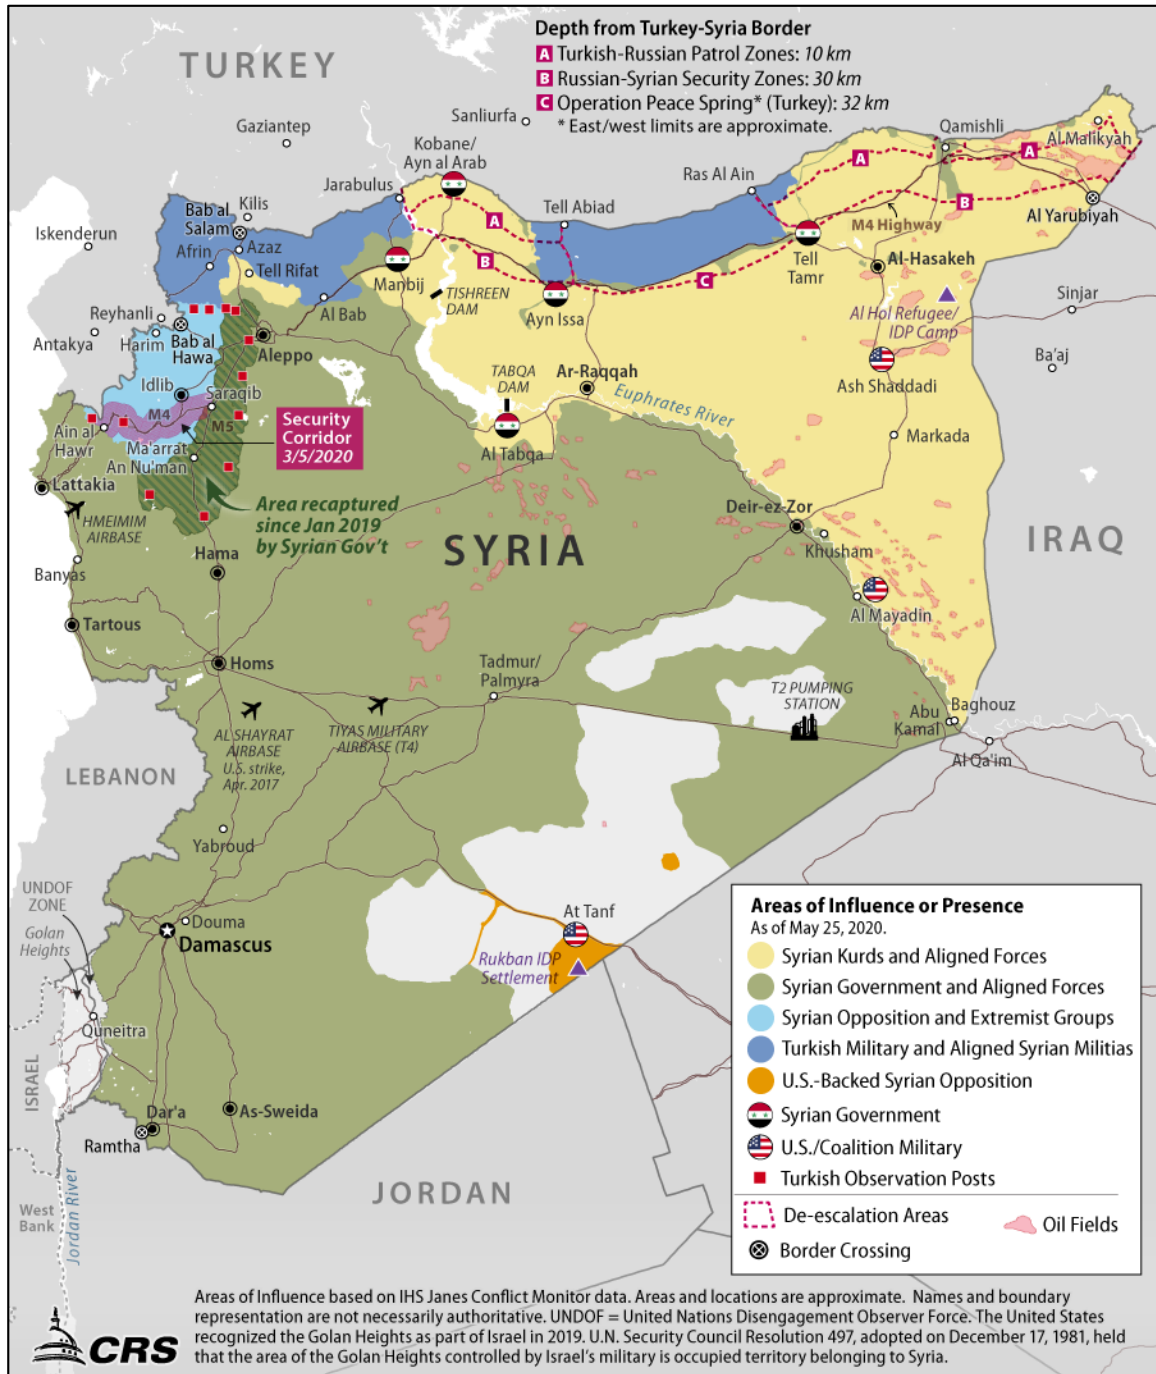 Depth from Turkey-Syria Border
A Turkish-Russian Patrol Zones: 10 km
B Russian-Syrian Security Zones: 30 km
C Operation Peace Spring* (Turkey): 32 km
* East/west limits are approximate.
TURKEY
Sanliurfa
Gaziantep
Kobane/
Ayn al Arab
Qamishli
Al Malikyah
A
A
Jarabulus
Ras Al Ain
Kilis
Bab al
Salam
Tell Abiad
B
Al Yarubiyah
M4 Highway
Iskenderun
Azaz
A
Afrin
Tell Rifat
Manbij
B
Tell
Tamr
Al-Hasakeh
C
TISHREEN
DAM
Ayn Issa
Al Bab
Al Hol Refugee/
IDP Camp
Sinjar
Reyhanli
Antakya
Harim
Bab al
Hawa
Aleppo
Ba'aj
Idlib
Saraqib
TABQA
DAM
Ar-Raqqah
Euphrates River
Ash Shaddadi
M4
M5
Security
Corridor
3/5/2020
Ain al
Hawr
Ma'arrat
An Nu'man
Al Tabqa
Markada
Lattakia
HMEIMIM
AIRBASE
Area recaptured
since Jan 2019
by Syrian Gov't
Deir-ez-Zor
Khusham
SYRIA
IRAQ
Hama
Banyas
Al Mayadin
Tartous
Homs
Tadmur/
Palmyra
T2 PUMPING
STATION
Abu
Kamal
Baghouz
Al Qa'im
AL SHAYRAT
AIRBASE
U.S. strike,
Apr. 2017
TIYAS MILITARY
AIRBASE (T4)
LEBANON
Yabroud
UNDOF
ZONE
Golan
Heights
Douma
Damascus
At Tanf
Rukban IDP
Settlement
Quneitra
ISRAEL
Dar'a
As-Sweida
Ramtha
West
Bank
Jordan River
JORDAN
Areas of Influence or Presence
As of May 25, 2020.
Syrian Kurds and Aligned Forces
Syrian Government and Aligned Forces
Syrian Opposition and Extremist Groups
Turkish Military and Aligned Syrian Militias
U.S.-Backed Syrian Opposition
Syrian Government
U.S./Coalition Military
Turkish Observation Posts
De-escalation Areas
Oil Fields
Border Crossing
Areas of Influence based on IHS Janes Conflict Monitor data. Areas and locations are approximate. Names and boundary
representation are not necessarily authoritative. UNDOF = United Nations Disengagement Observer Force. The United States
recognized the Golan Heights as part of Israel in 2019. U.N. Security Council Resolution 497, adopted on December 17, 1981, held
that the area of the Golan Heights controlled by Israel's military is occupied territory belonging to Syria.
CRS